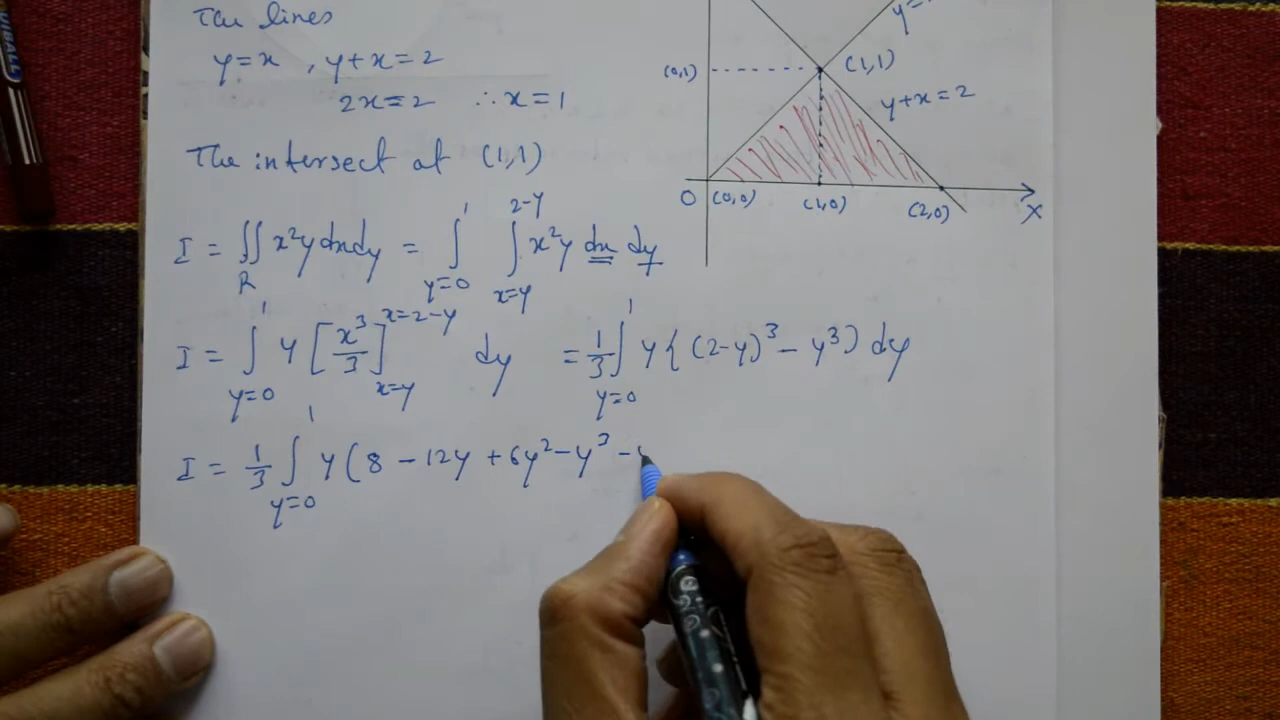 The lines
y=x , y+x=2
2x=2 ∴x=1
The intersect at (1,1)
I = ∬_R x²y dxdy = ∫_{y=0}^{1} ∫_{x=y}^{2-y} x²y dx dy
I = ∫_{y=0}^{1} y [x³/3]_{x=y}^{x=2-y} dy = 1/3 ∫_{y=0}^{1} y{(2-y)³ - y³) dy
I = 1/3 ∫_{y=0}^{1} y(8 - 12y + 6y² - y³ -
y=
(0,1)
(1,1)
y+x=2
O
(0,0)
(1,0)
(2,0)
X